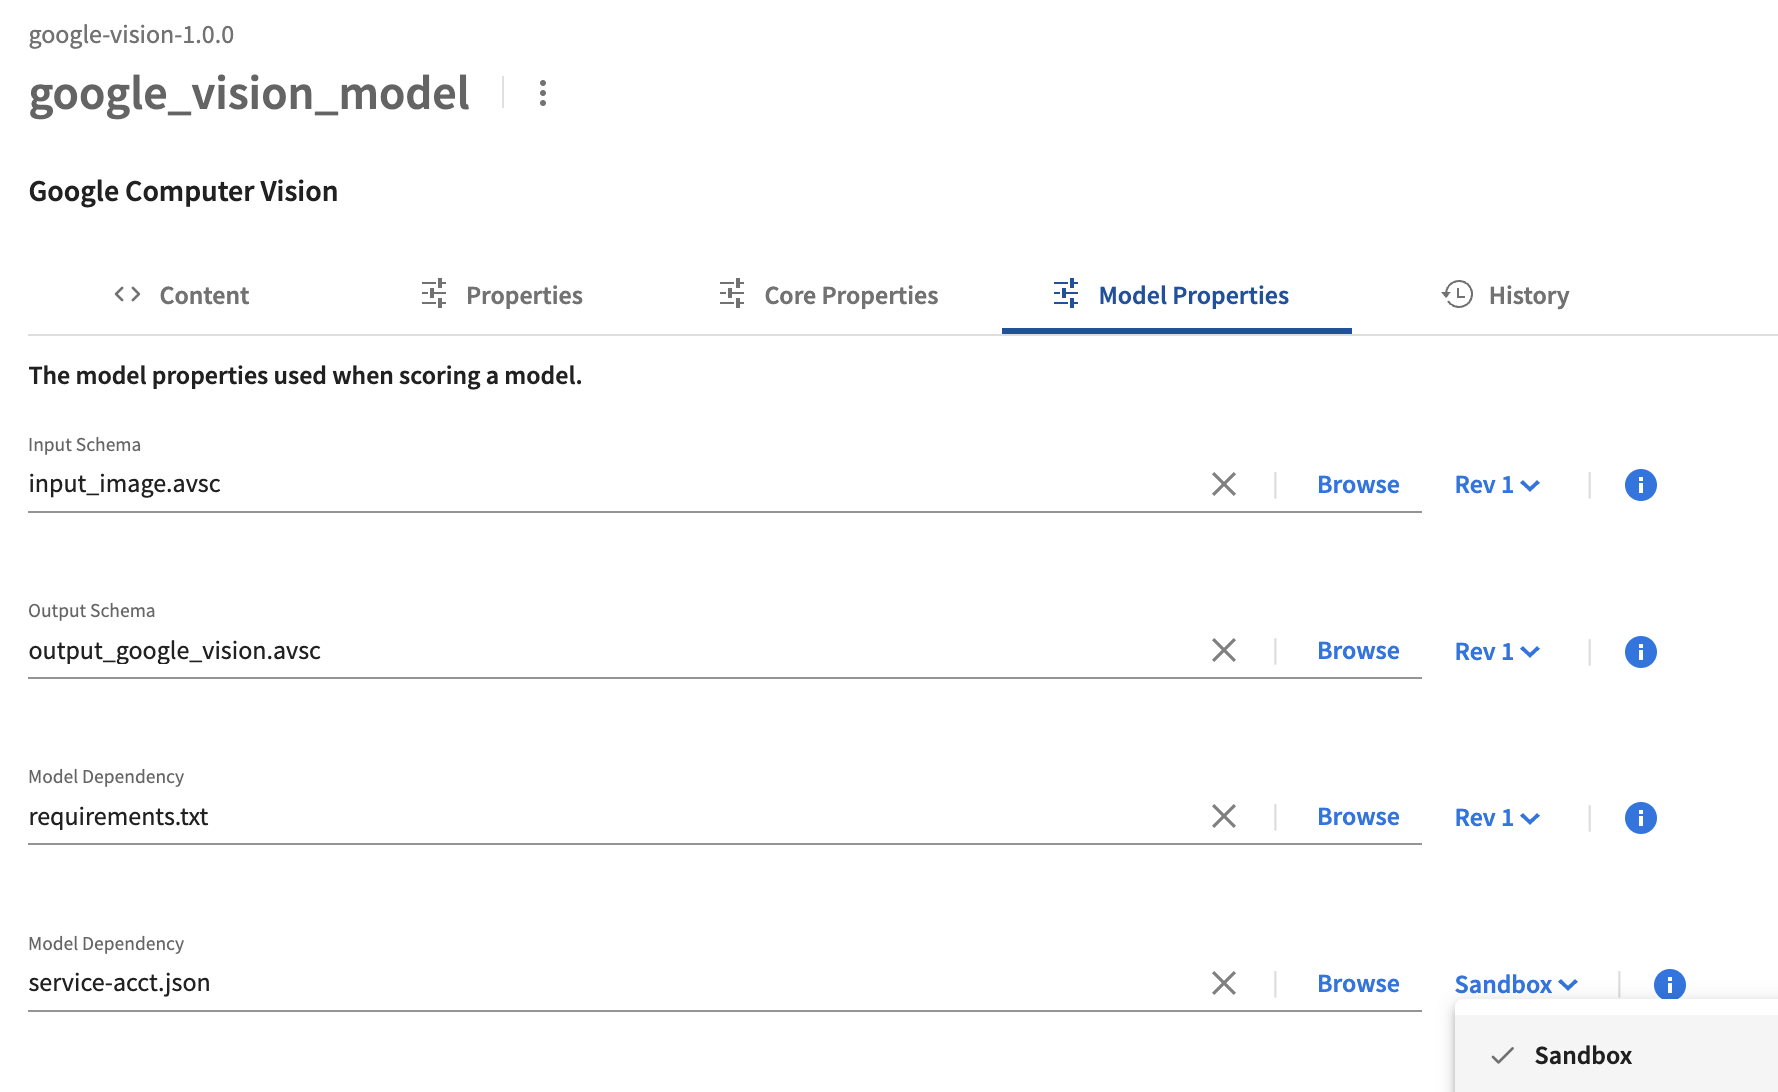 google-vision-1.0.0
google_vision_model
Google Computer Vision
Content Properties Core Properties Model Properties History
The model properties used when scoring a model.
Input Schema
input_image.avsc Browse Rev 1
Output Schema
output_google_vision.avsc Browse Rev 1
Model Dependency
requirements.txt Browse Rev 1
Model Dependency
service-acct.json Browse Sandbox
Sandbox